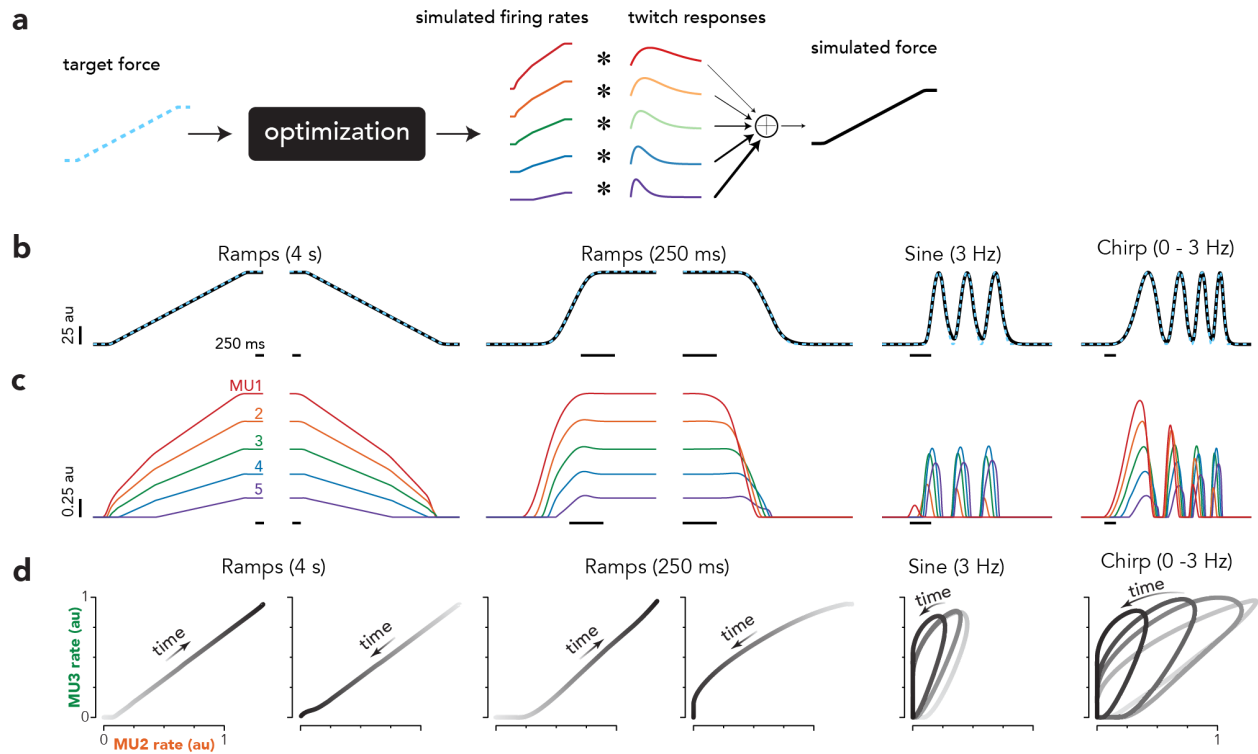 a
simulated firing rates
twitch responses
target force
simulated force
optimization
* 
*
*
*
*
b
Ramps (4 s)
Ramps (250 ms)
Sine (3 Hz)
Chirp (0 - 3 Hz)
25 au
250 ms
c
MU1
2
3
4
5
0.25 au
d
Ramps (4 s)
Ramps (250 ms)
Sine (3 Hz)
Chirp (0 -3 Hz)
MU3 rate (au)
1
0
time
time
time
time
time
time
0
1
1
MU2 rate (au)